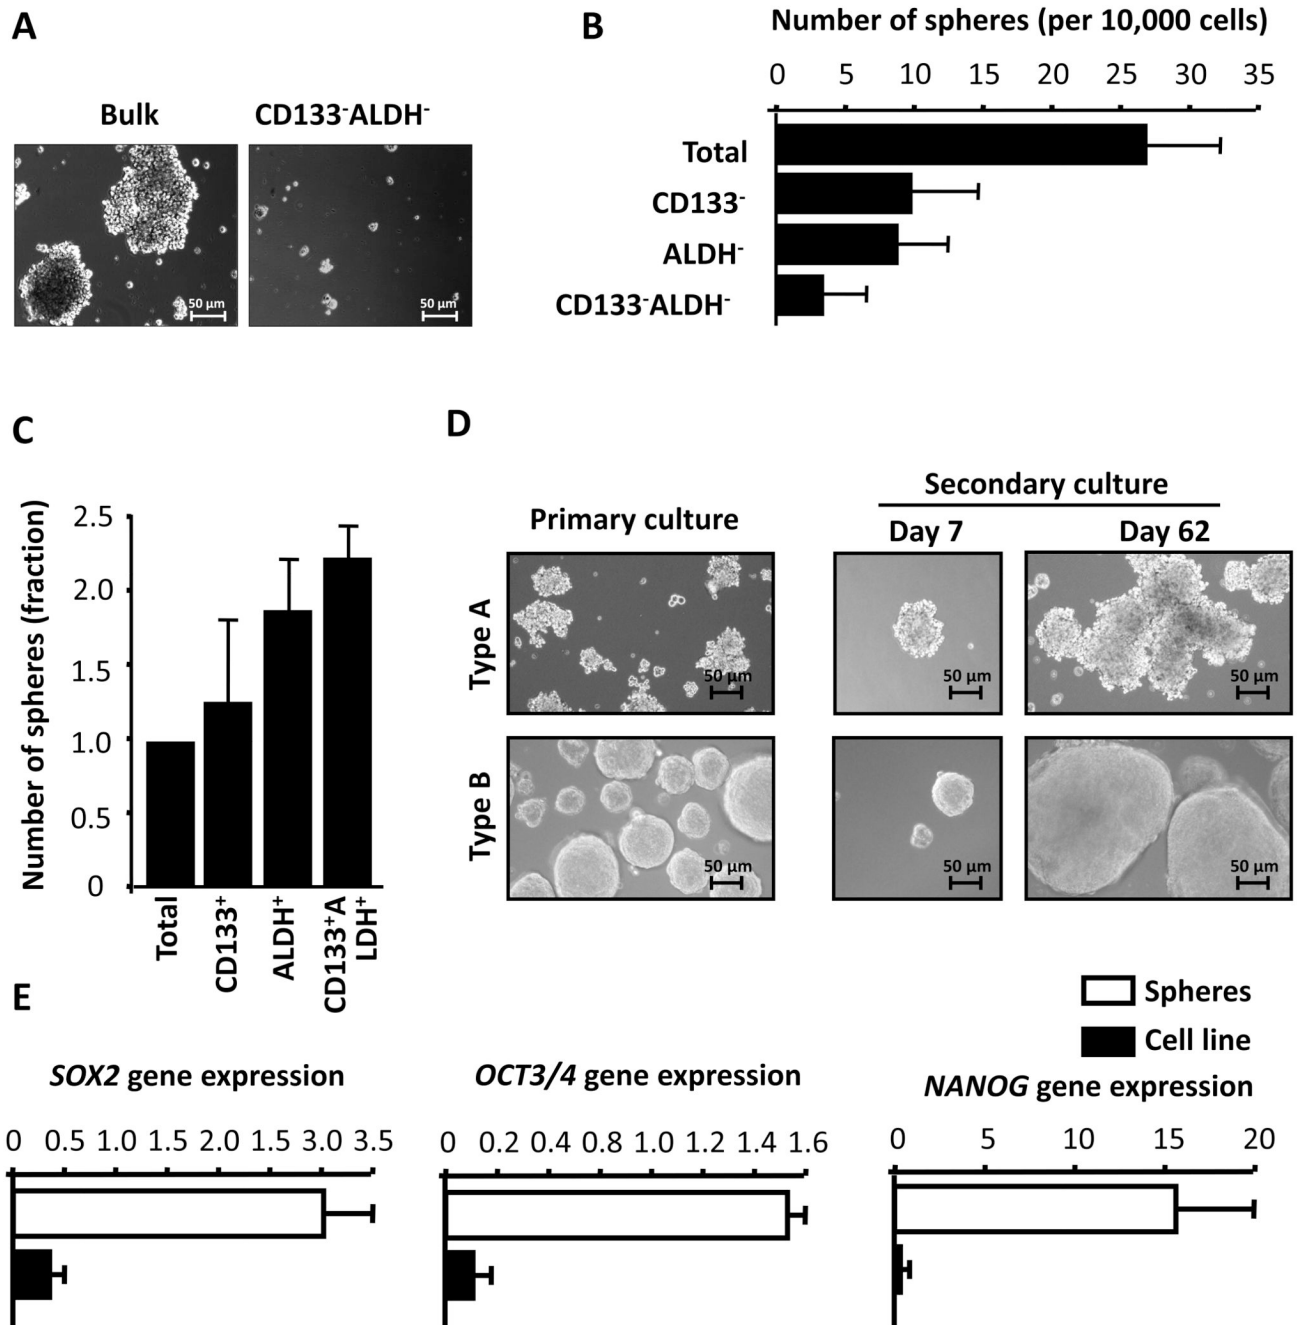 A
Bulk
CD133⁻ALDH⁻
50 µm
50 µm
B
Number of spheres (per 10,000 cells)
0 5 10 15 20 25 30 35
Total
CD133⁻
ALDH⁻
CD133⁻ALDH⁻
C
Number of spheres (fraction)
2.5
2.0
1.5
1.0
0.5
0
Total
CD133⁺
ALDH⁺
CD133⁺A
LDH⁺
D
Primary culture
Secondary culture
Day 7
Day 62
Type A
50 µm
50 µm
50 µm
Type B
50 µm
50 µm
50 µm
E
Spheres
Cell line
SOX2 gene expression
0 0.5 1.0 1.5 2.0 2.5 3.0 3.5
OCT3/4 gene expression
0 0.2 0.4 0.8 1.0 1.2 1.4 1.6
NANOG gene expression
0 5 10 15 20